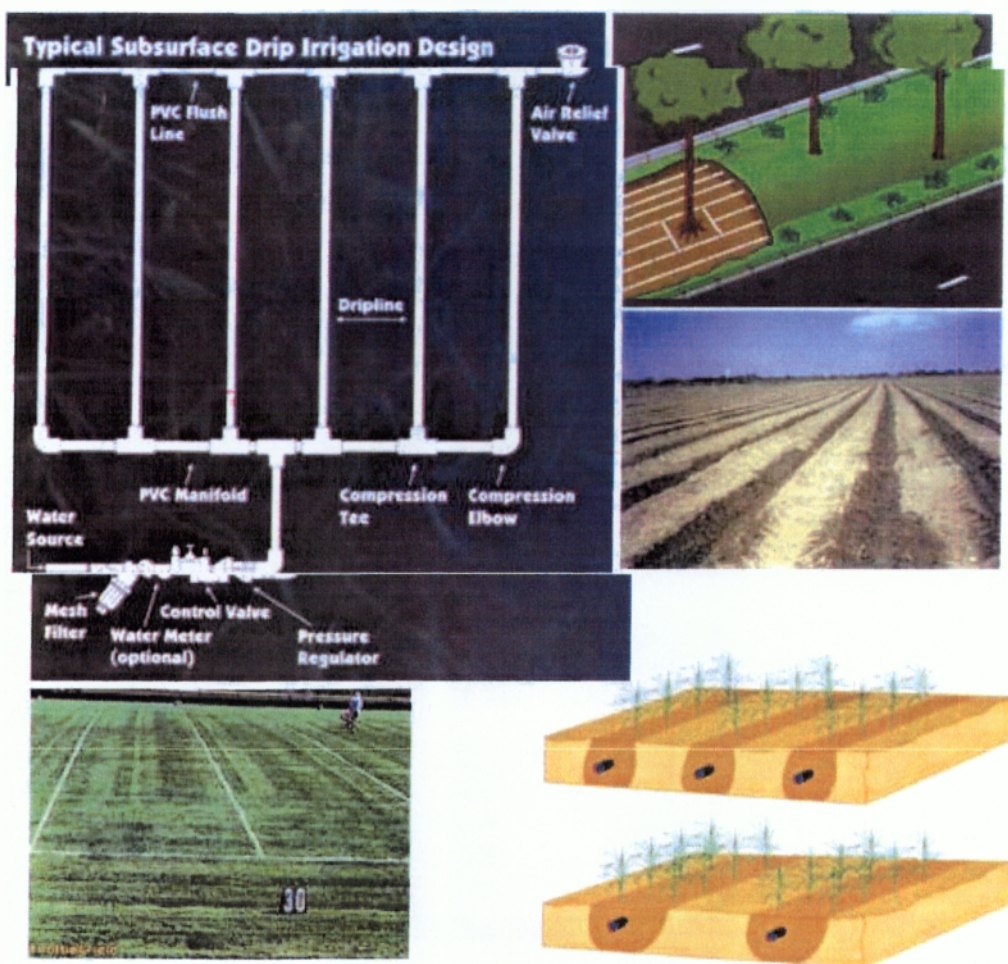 Typical Subsurface Drip Irrigation Design
PVC Flush
Line
Air Relief
Valve
Dripline
PVC Manifold
Compression
Tee
Compression
Elbow
Water
Source
Mesh
Filter
Control Valve
Water Meter
(optional)
Pressure
Regulator
30